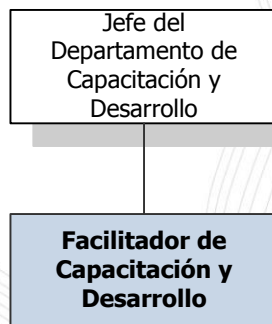 Jefe del
Departamento de
Capacitación y
Desarrollo
Facilitador de
Capacitación y
Desarrollo